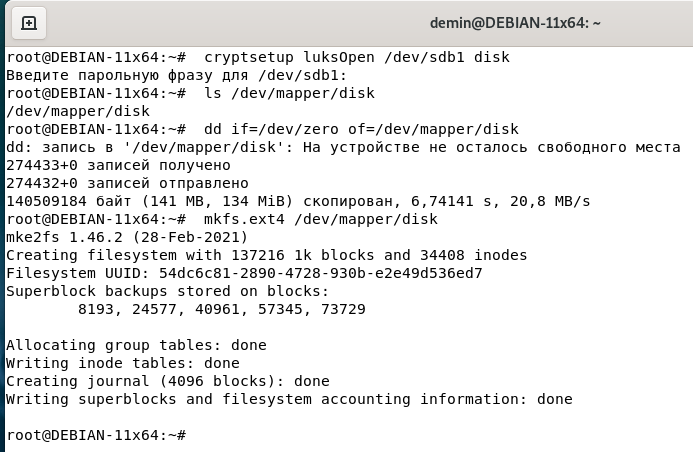 demin@DEBIAN-11x64: ~
root@DEBIAN-11x64:~#  cryptsetup luksOpen /dev/sdb1 disk
Введите парольную фразу для /dev/sdb1:
root@DEBIAN-11x64:~#  ls /dev/mapper/disk
/dev/mapper/disk
root@DEBIAN-11x64:~#  dd if=/dev/zero of=/dev/mapper/disk
dd: запись в '/dev/mapper/disk': На устройстве не осталось свободного места
274433+0 записей получено
274432+0 записей отправлено
140509184 байт (141 MB, 134 MiB) скопирован, 6,74141 s, 20,8 MB/s
root@DEBIAN-11x64:~#  mkfs.ext4 /dev/mapper/disk
mke2fs 1.46.2 (28-Feb-2021)
Creating filesystem with 137216 1k blocks and 34408 inodes
Filesystem UUID: 54dc6c81-2890-4728-930b-e2e49d536ed7
Superblock backups stored on blocks:
        8193, 24577, 40961, 57345, 73729

Allocating group tables: done
Writing inode tables: done
Creating journal (4096 blocks): done
Writing superblocks and filesystem accounting information: done

root@DEBIAN-11x64:~#